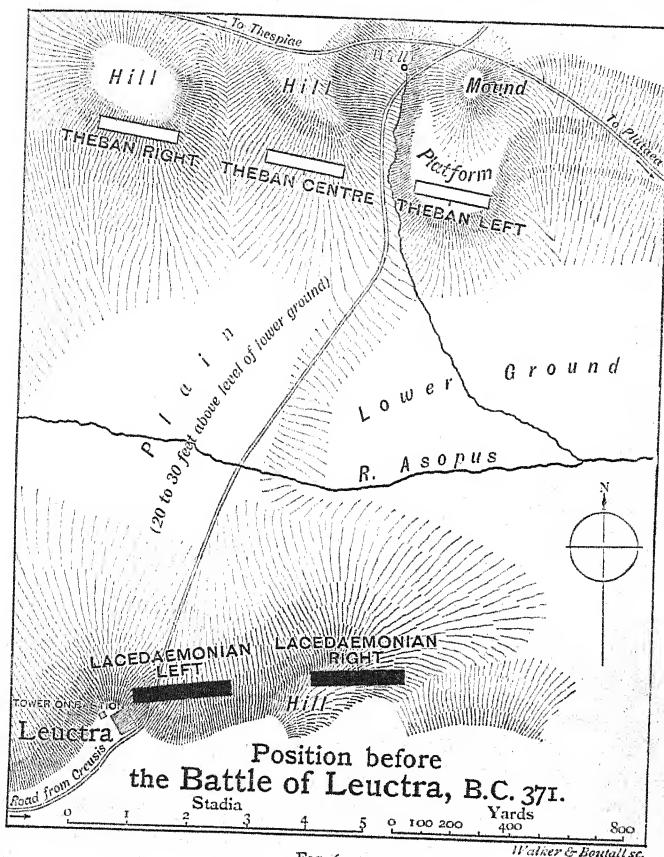 To Thespiae
Hill
Hill
Mound
To Plataea
THEBAN RIGHT
THEBAN CENTRE
Platform
THEBAN LEFT
Plain
(20 to 30 feet above level of lower ground)
Lower Ground
R. Asopus
N
LACEDAEMONIAN
LEFT
LACEDAEMONIAN
RIGHT
Hill
TOWER ON
Leuctra
Road from Creusis
Position before
the Battle of Leuctra, B.C. 371.
Stadia
Yards
0 1 2 3 4 5 0 100 200 400 800
Walker & Boutall sc.